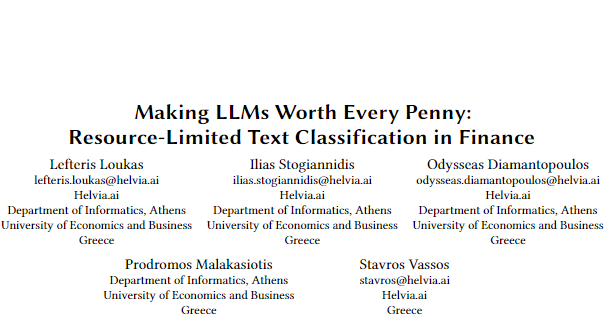 Making LLMs Worth Every Penny:
Resource-Limited Text Classification in Finance
Lefteris Loukas
lefteris.loukas@helvia.ai
Helvia.ai
Department of Informatics, Athens
University of Economics and Business
Greece
Ilias Stogiannidis
ilias.stogiannidis@helvia.ai
Helvia.ai
Department of Informatics, Athens
University of Economics and Business
Greece
Odysseas Diamantopoulos
odysseas.diamantopoulos@helvia.ai
Helvia.ai
Department of Informatics, Athens
University of Economics and Business
Greece
Prodromos Malakasiotis
Department of Informatics, Athens
University of Economics and Business
Greece
Stavros Vassos
stavros@helvia.ai
Helvia.ai
Greece